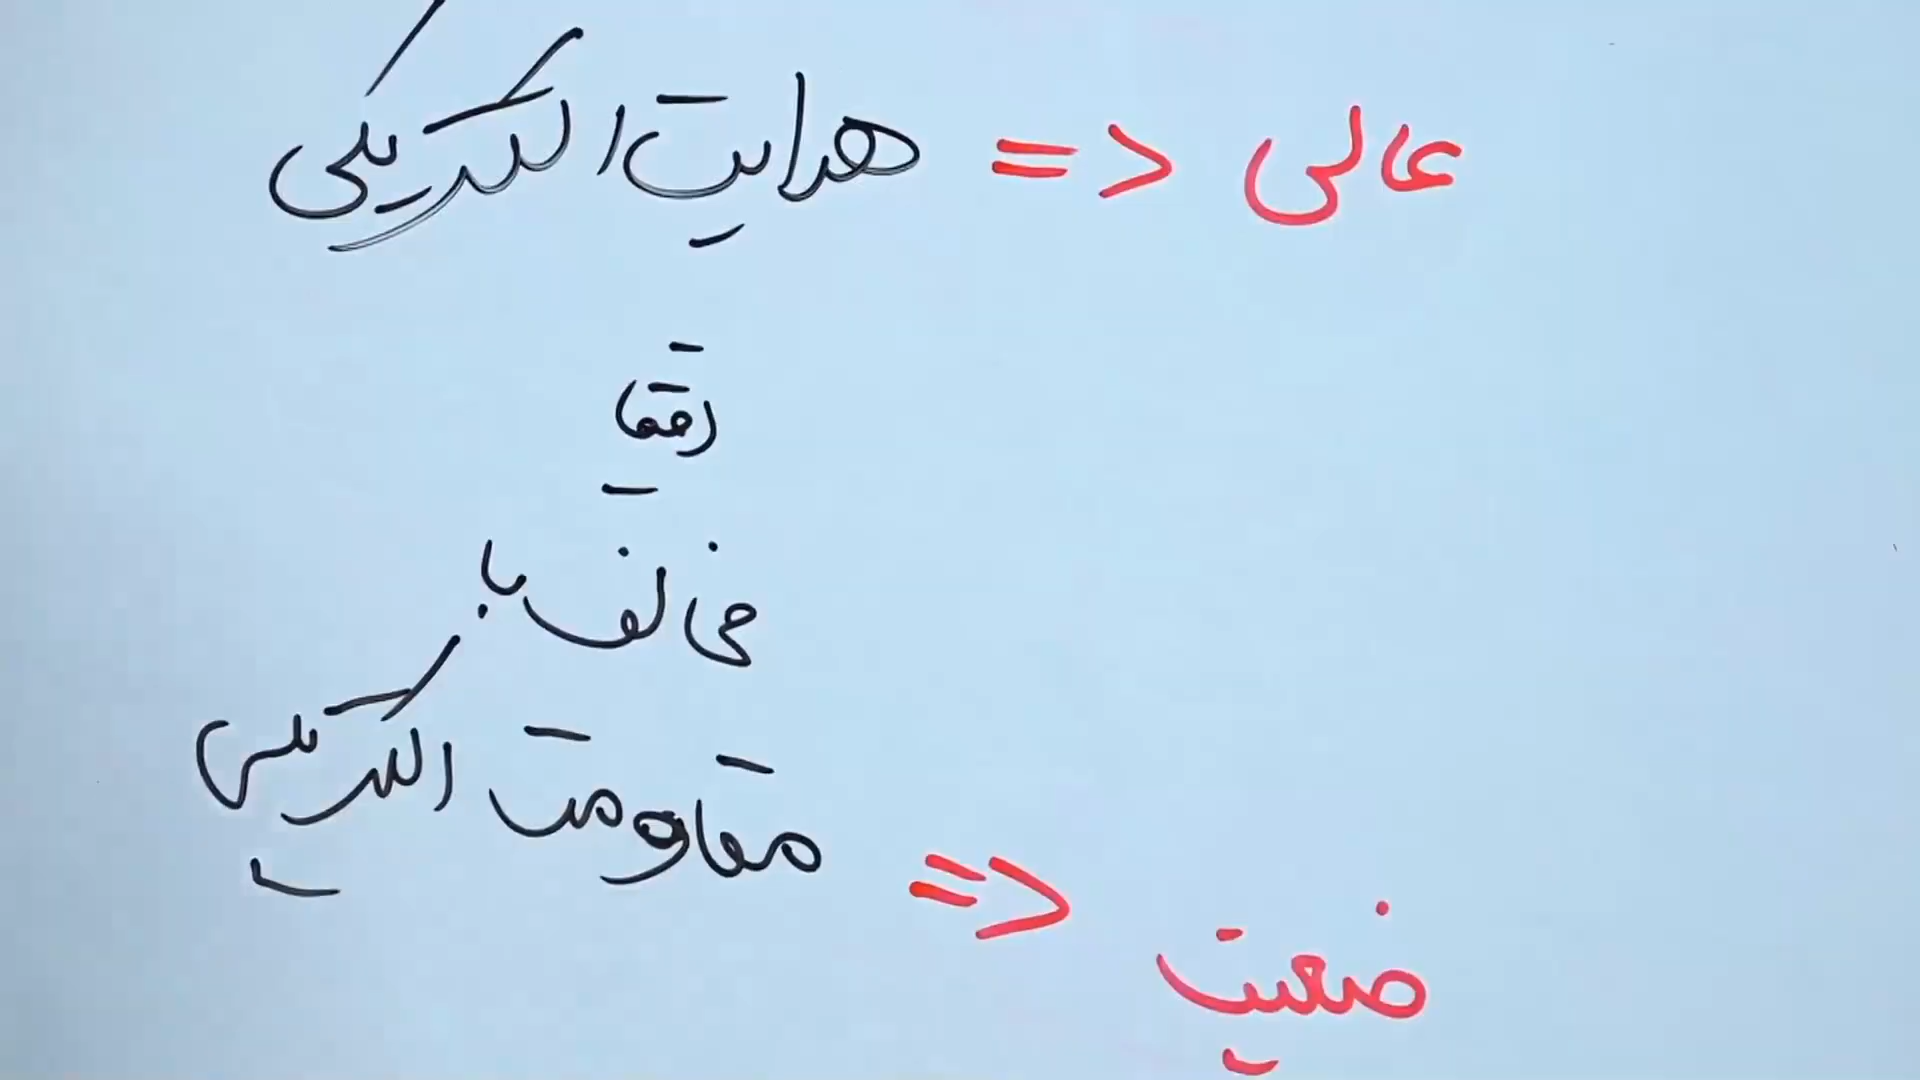 هدایت الکتریکی => عالی
دقیقا
مخالف با
مقاومت الکتریکی => ضعیف